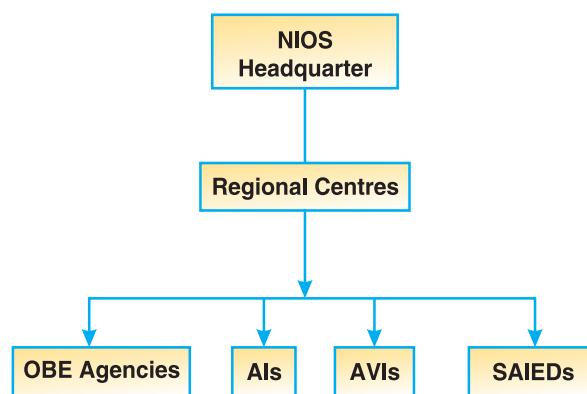 NIOS
Headquarter
Regional Centres
OBE Agencies
AIs
AVIs
SAIEDs